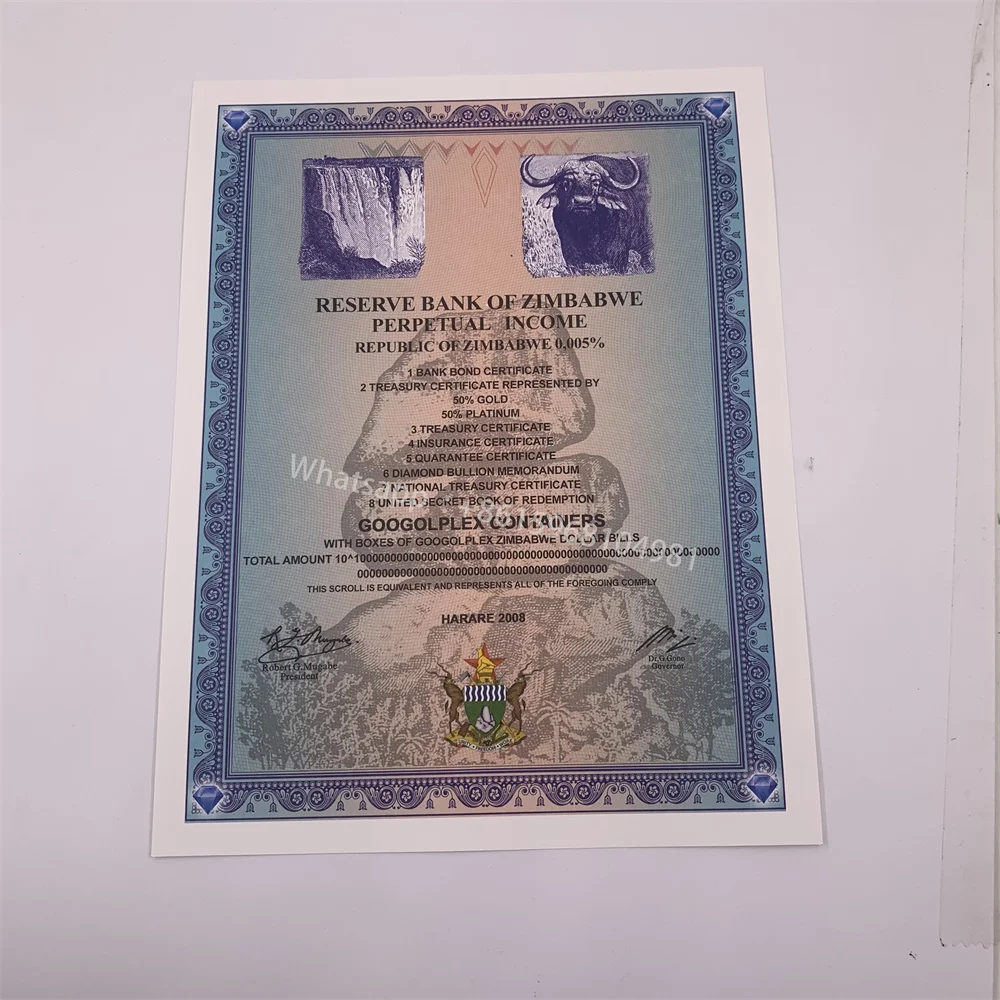 RESERVE BANK OF ZIMBABWE
PERPETUAL INCOME
REPUBLIC OF ZIMBABWE 0,005%
1 BANK BOND CERTIFICATE
2 TREASURY CERTIFICATE REPRESENTED BY
50% GOLD
50% PLATINUM
3 TREASURY CERTIFICATE
4 INSURANCE CERTIFICATE
5 QUARANTEE CERTIFICATE
6 DIAMOND BULLION MEMORANDUM
7 NATIONAL TREASURY CERTIFICATE
8 UNITED SECRET BOOK OF REDEMPTION
Whatsapp
GOOGOLPLEX CONTAINERS
WITH BOXES OF GOOGOLPLEX ZIMBABWE DOLLAR BILLS
TOTAL AMOUNT
THIS SCROLL IS EQUIVALENT AND REPRESENTS ALL OF THE FOREGOING COMPLY
HARARE 2008
Robert G.Mugabe
President
Dr.G Gono
Governor